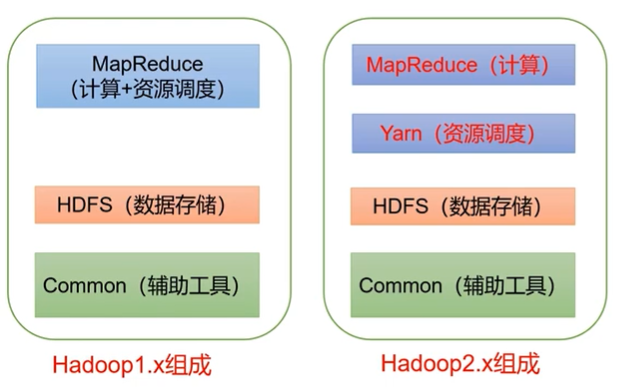 MapReduce
（计算+资源调度）
HDFS（数据存储）
Common（辅助工具）
Hadoop1.x组成
MapReduce（计算）
Yarn（资源调度）
HDFS（数据存储）
Common（辅助工具）
Hadoop2.x组成